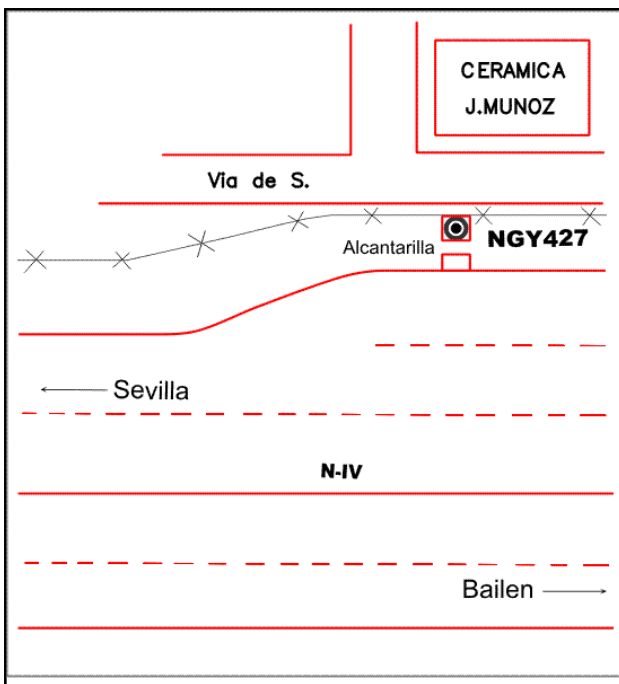 CERAMICA
J.MUNOZ
Via de S.
Alcantarilla
NGY427
Sevilla
N-IV
Bailen